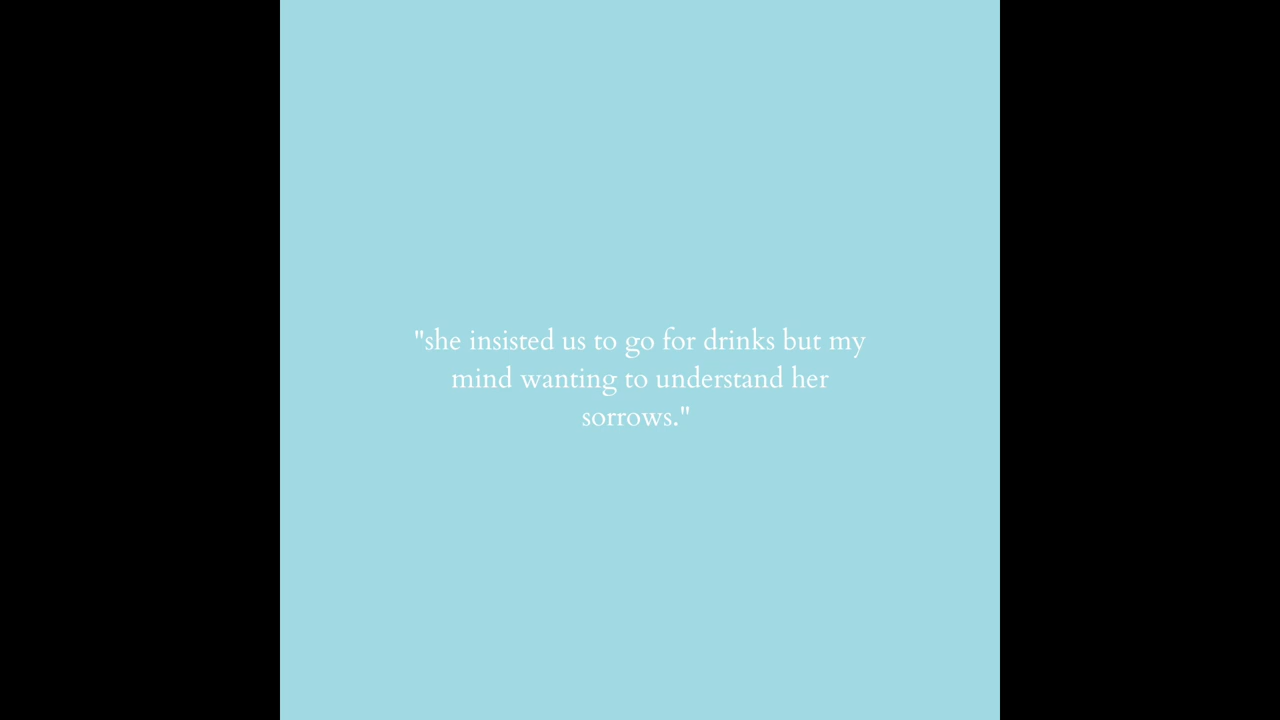 "she insisted us to go for drinks but my
mind wanting to understand her
sorrows."